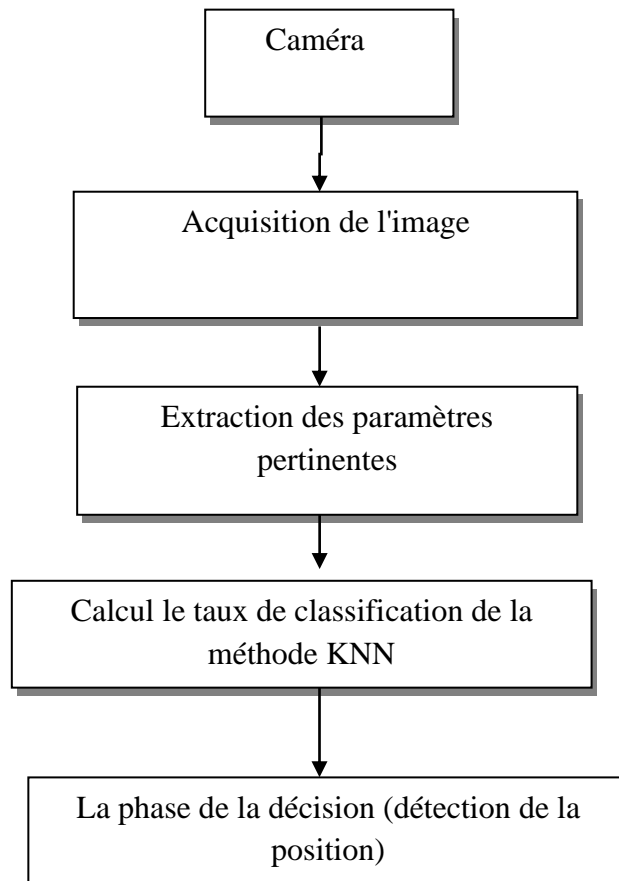 Caméra
Acquisition de l'image
Extraction des paramètres
pertinentes
Calcul le taux de classification de la
méthode KNN
La phase de la décision (détection de la
position)